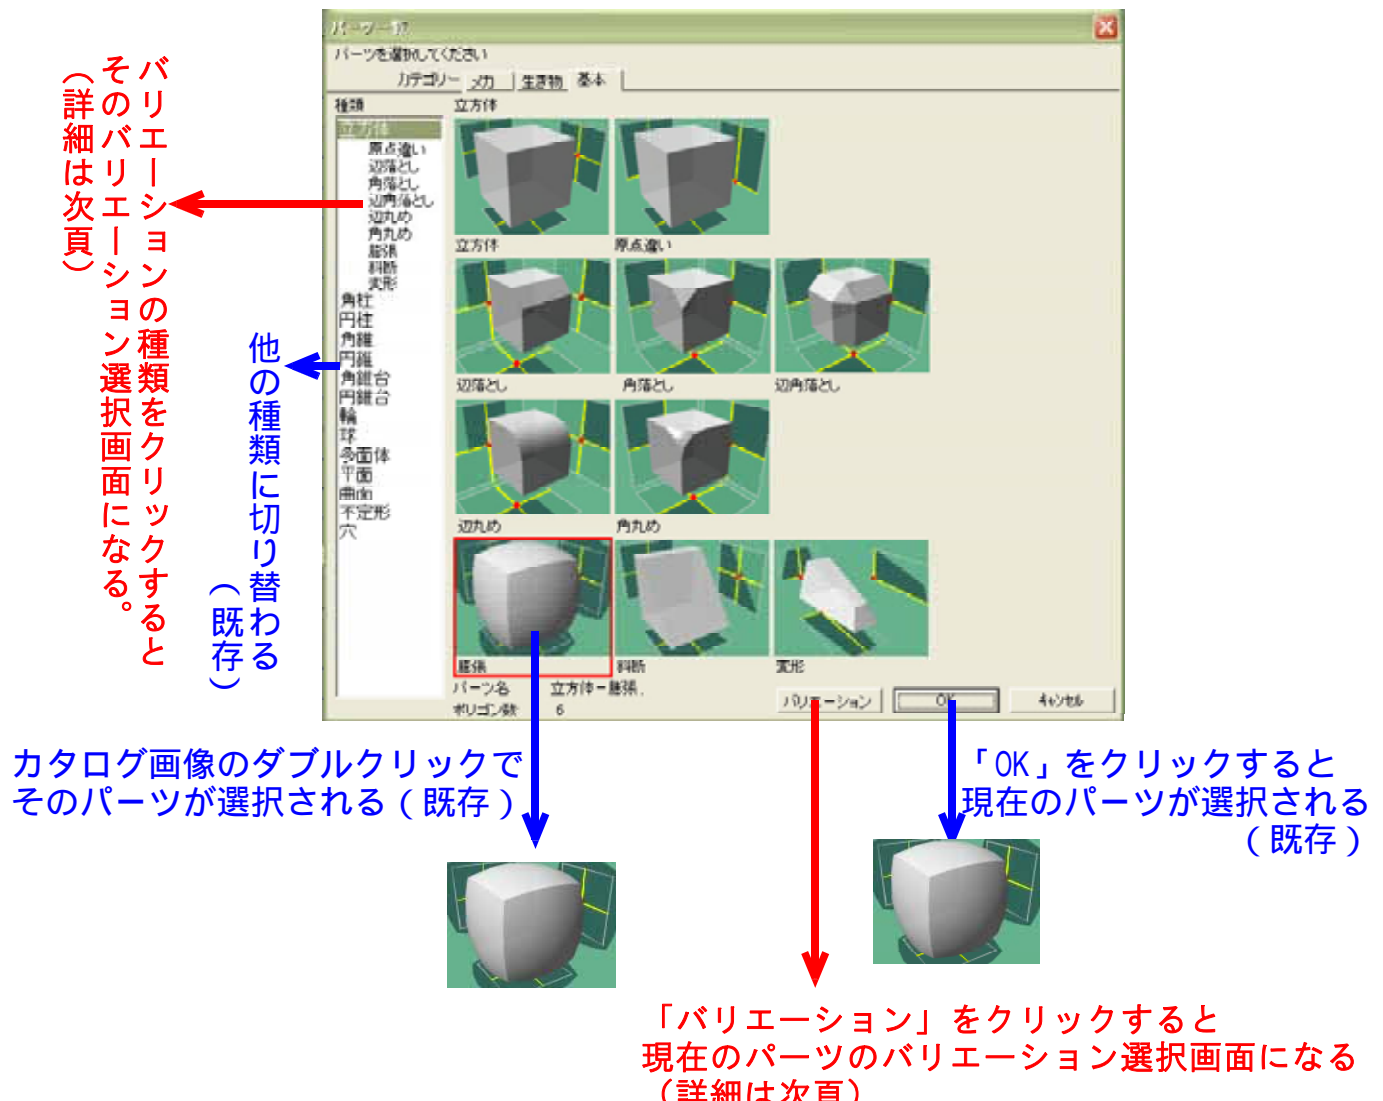 パーツ一覧
パーツを選択してください
カテゴリー メカ 生き物 基本
種類
立方体
立方体
原点違い
辺落とし
角落とし
辺角落とし
辺丸め
角丸め
膨張
斜断
変形
角柱
円柱
角錐
円錐
角錐台
円錐台
輪
球
多面体
平面
曲面
不定形
穴
立方体
原点違い
辺落とし
角落とし
辺角落とし
辺丸め
角丸め
膨張
斜断
変形
パーツ名 立方体－膨張
ポリゴン数 6
バリエーション
OK
キャンセル
バリエーションの種類をクリックすると
そのバリエーション選択画面になる。
（詳細は次頁）
他の種類に切り替わる
（既存）
カタログ画像のダブルクリックで
そのパーツが選択される（既存）
「OK」をクリックすると
現在のパーツが選択される
（既存）
「バリエーション」をクリックすると
現在のパーツのバリエーション選択画面になる
（詳細は次頁）